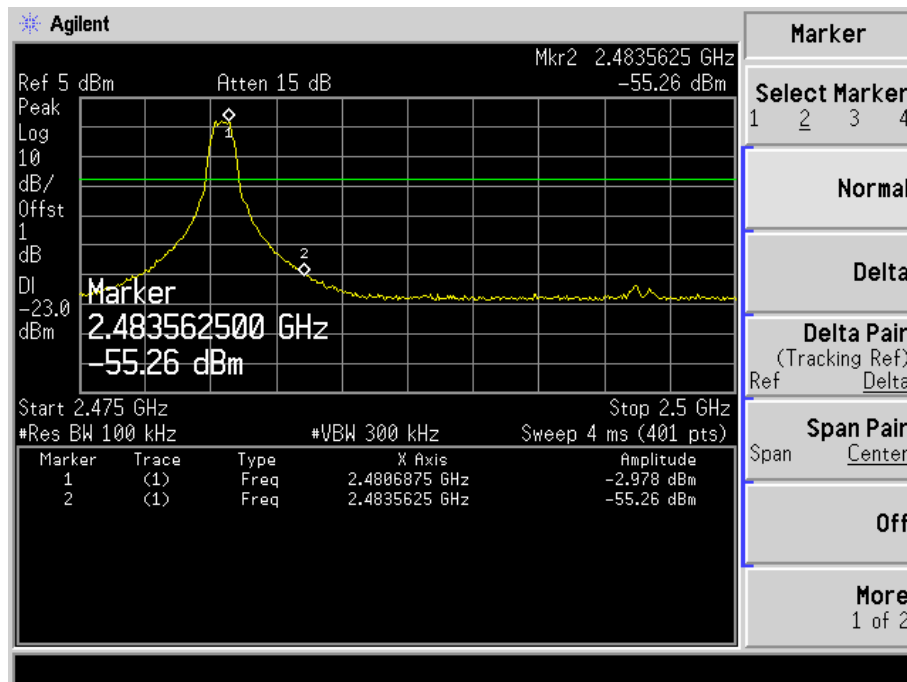 Agilent
Marker
Mkr2 2.4835625 GHz
Ref 5 dBm Atten 15 dB -55.26 dBm
Peak
Log
10
dB/
Offst
1
dB
DI
-23.0
dBm
1
2
Marker
2.483562500 GHz
-55.26 dBm
Start 2.475 GHz Stop 2.5 GHz
#Res BW 100 kHz #VBW 300 kHz Sweep 4 ms (401 pts)
Marker Trace Type X Axis Amplitude
1 (1) Freq 2.4806875 GHz -2.978 dBm
2 (1) Freq 2.4835625 GHz -55.26 dBm
Select Marker
1 2 3 4
Normal
Delta
Delta Pair
(Tracking Ref)
Ref Delta
Span Pair
Span Center
Off
More
1 of 2